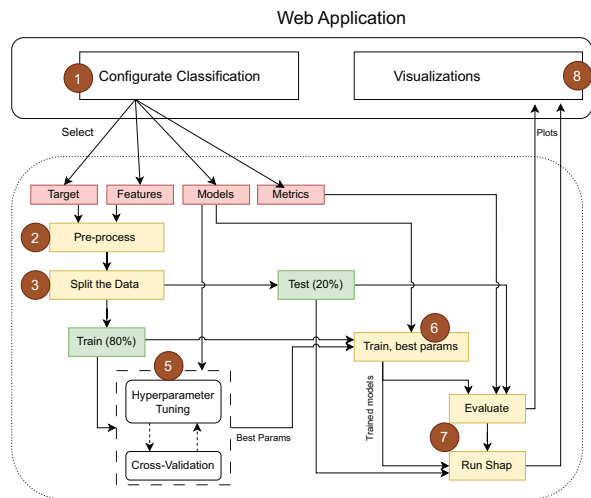 Web Application
1
Configurate Classification
Visualizations
8
Select
Plots
Target
Features
Models
Metrics
2
Pre-process
3
Split the Data
Test (20%)
6
Train (80%)
Train, best params
5
Hyperparameter
Tuning
Trained models
Evaluate
Best Params
7
Cross-Validation
Run Shap